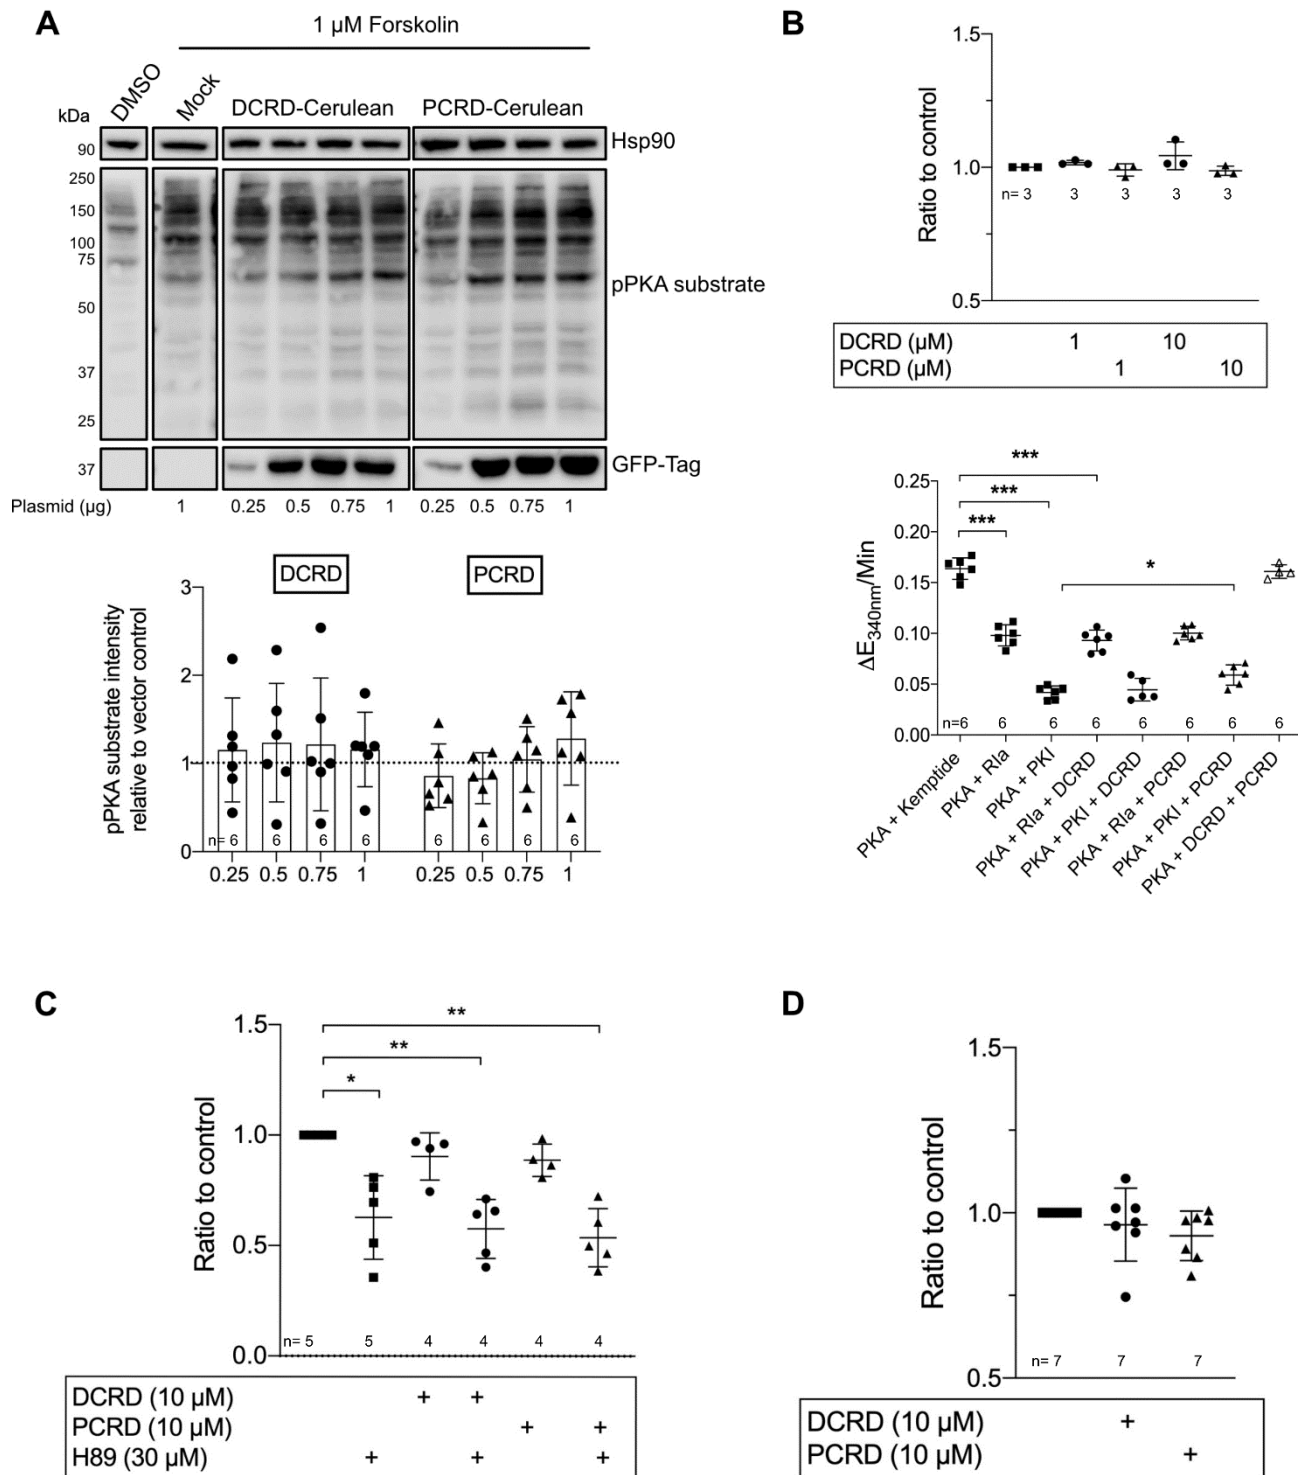 A
1 µM Forskolin
kDa
DMSO
Mock
DCRD-Cerulean
PCRD-Cerulean
90
Hsp90
250
150
100
75
50
37
25
pPKA substrate
37
GFP-Tag
Plasmid (µg)
1
0.25 0.5 0.75 1
0.25 0.5 0.75 1
DCRD
PCRD
pPKA substrate intensity
relative to vector control
3
2
1
0
n= 6 6 6 6 6 6 6 6
0.25 0.5 0.75 1 0.25 0.5 0.75 1
B
Ratio to control
1.5
1.0
0.5
n= 3 3 3 3 3
DCRD (µM) 1 10
PCRD (µM) 1 10
ΔE340nm/Min
0.25
0.20
0.15
0.10
0.05
0.00
***
***
***
*
n=6 6 6 6 6 6 6 6
PKA + Kemptide
PKA + RIa
PKA + PKI
PKA + RIa + DCRD
PKA + PKI + DCRD
PKA + RIa + PCRD
PKA + PKI + PCRD
PKA + DCRD + PCRD
C
Ratio to control
1.5
1.0
0.5
0.0
**
**
*
n= 5 5 4 4 4 4
DCRD (10 µM) + +
PCRD (10 µM) + +
H89 (30 µM) + + +
D
Ratio to control
1.5
1.0
0.5
n= 7 7 7
DCRD (10 µM) +
PCRD (10 µM) +